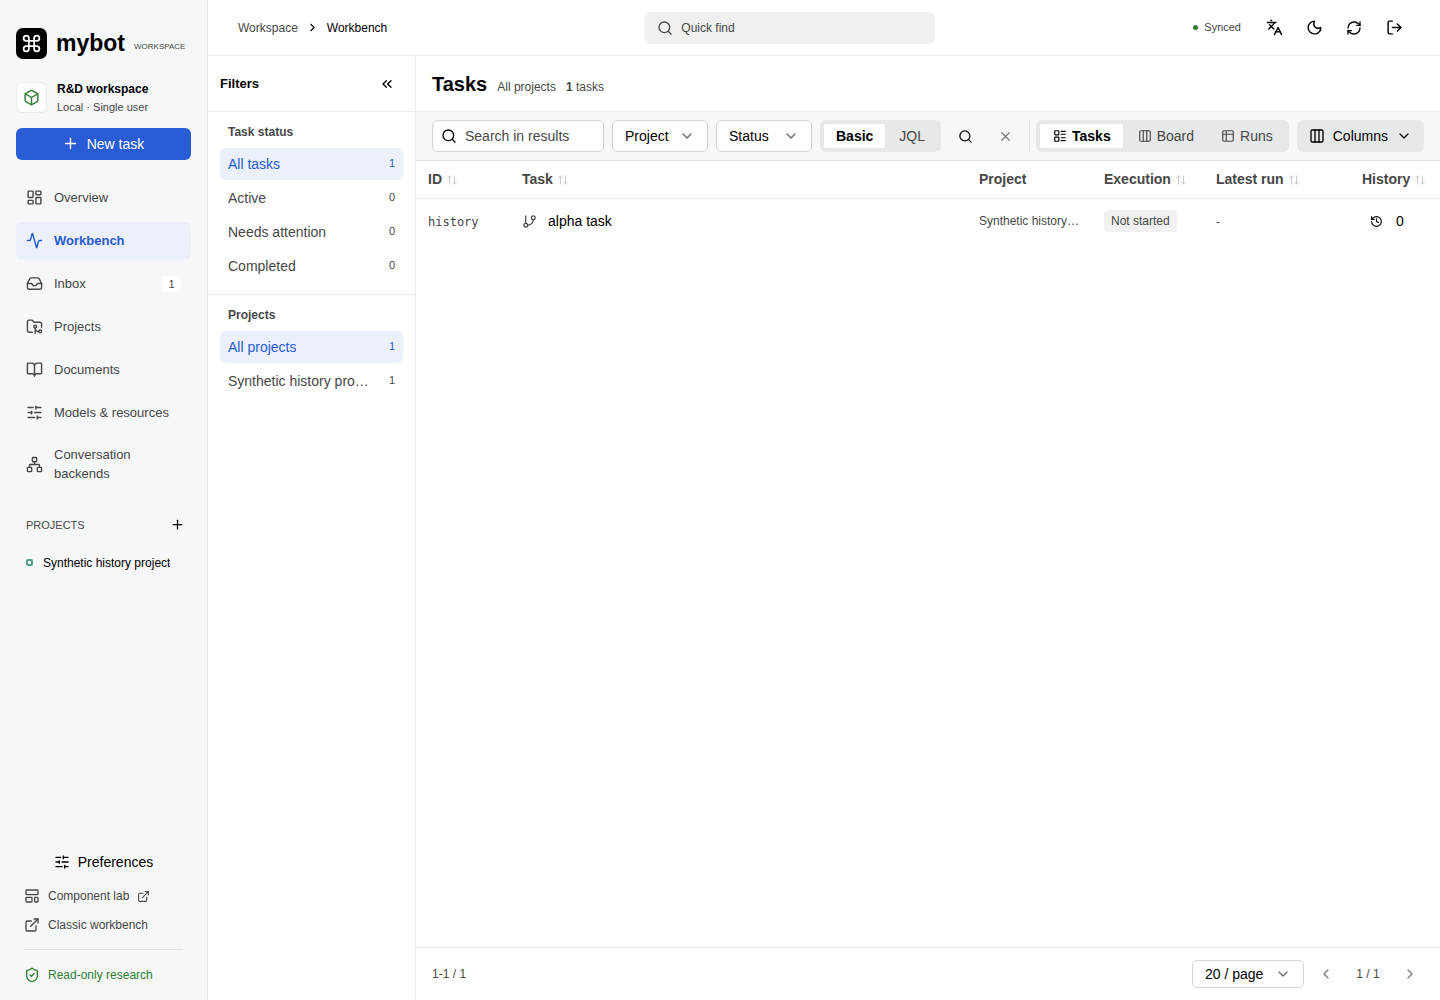 mybot WORKSPACE
R&D workspace
Local · Single user
New task
Overview
Workbench
Inbox 1
Projects
Documents
Models & resources
Conversation
backends
PROJECTS
Synthetic history project
Preferences
Component lab
Classic workbench
Read-only research
Workspace Workbench
Quick find
Synced
Filters
Task status
All tasks 1
Active 0
Needs attention 0
Completed 0
Projects
All projects 1
Synthetic history pro… 1
Tasks All projects 1 tasks
Search in results Project Status Basic JQL Tasks Board Runs Columns
ID Task Project Execution Latest run History
history alpha task Synthetic history… Not started - 0
1-1 / 1 20 / page 1 / 1